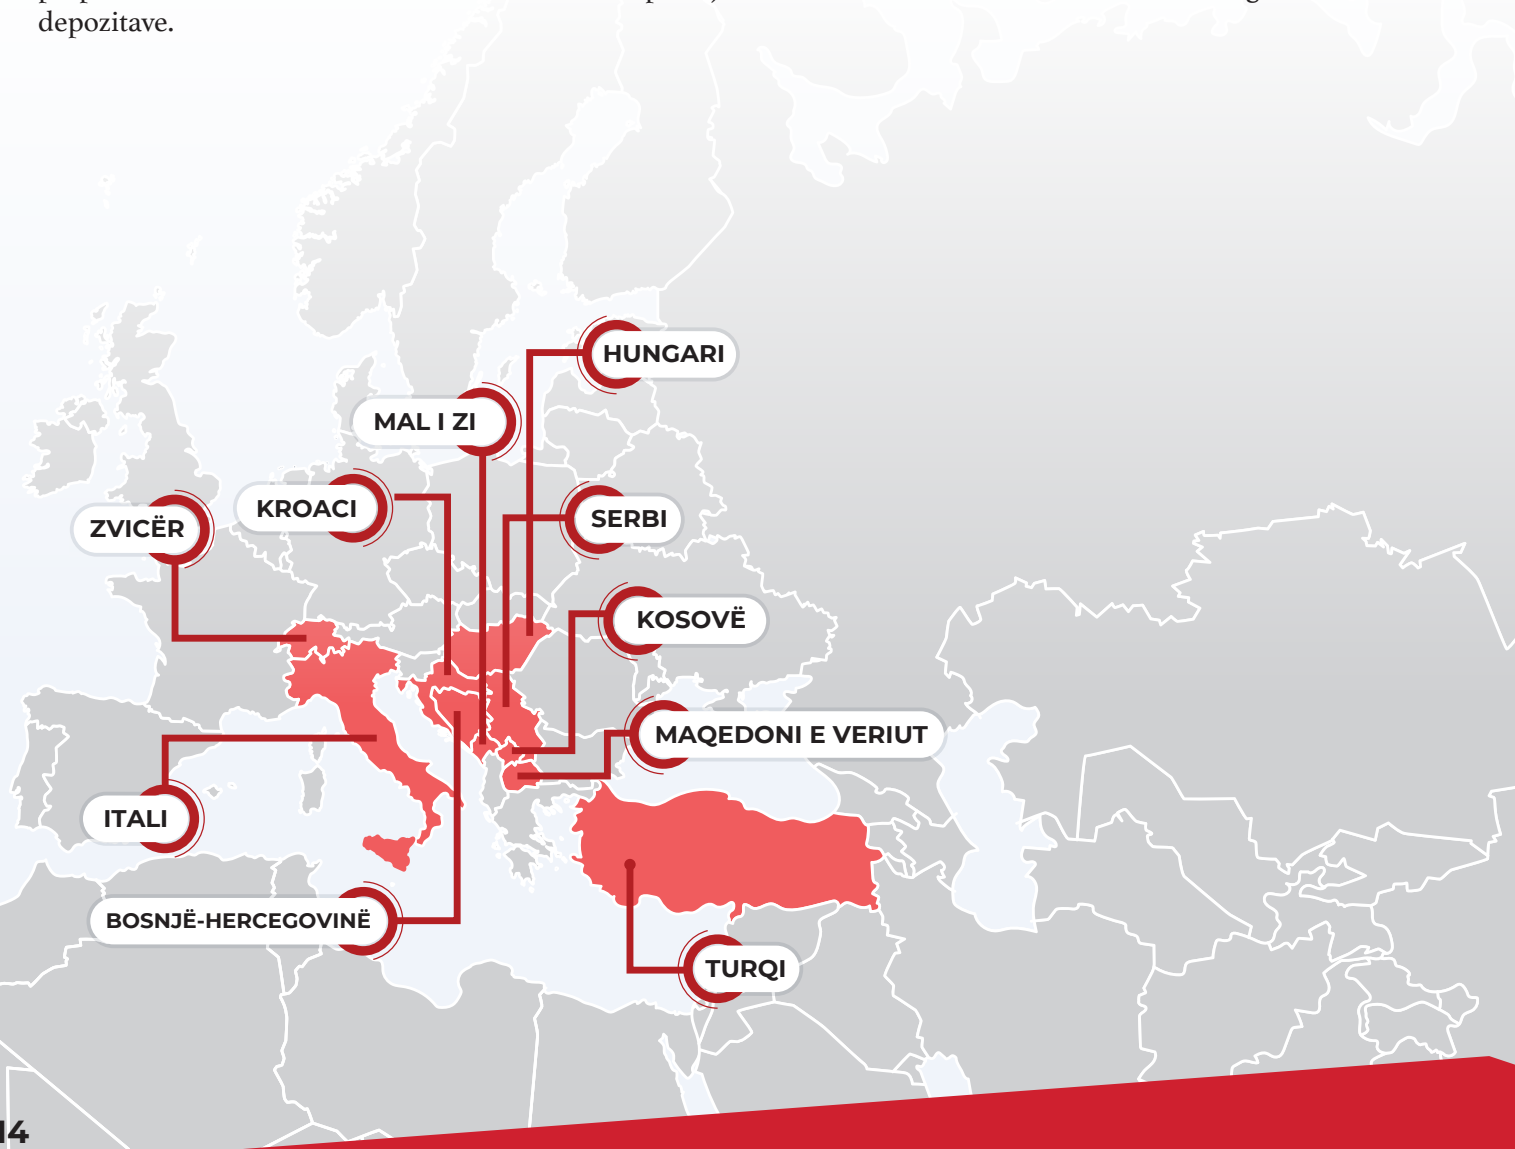 depozitave.
HUNGARI
MAL I ZI
KROACI
SERBI
ZVICËR
KOSOVË
MAQEDONI E VERIUT
ITALI
BOSNJË-HERCEGOVINË
TURQI
14